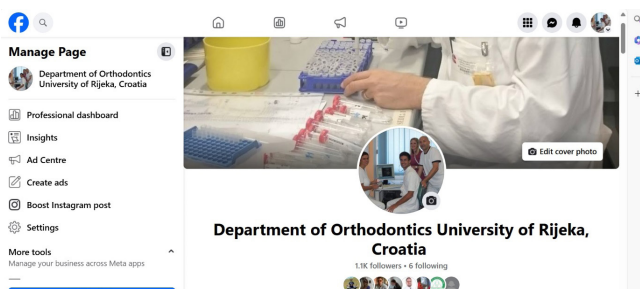 Manage Page
Department of Orthodontics
University of Rijeka, Croatia
Professional dashboard
Insights
Ad Centre
Create ads
Boost Instagram post
Settings
More tools
Manage your business across Meta apps
Edit cover photo
Department of Orthodontics University of Rijeka,
Croatia
1.1K followers • 6 following